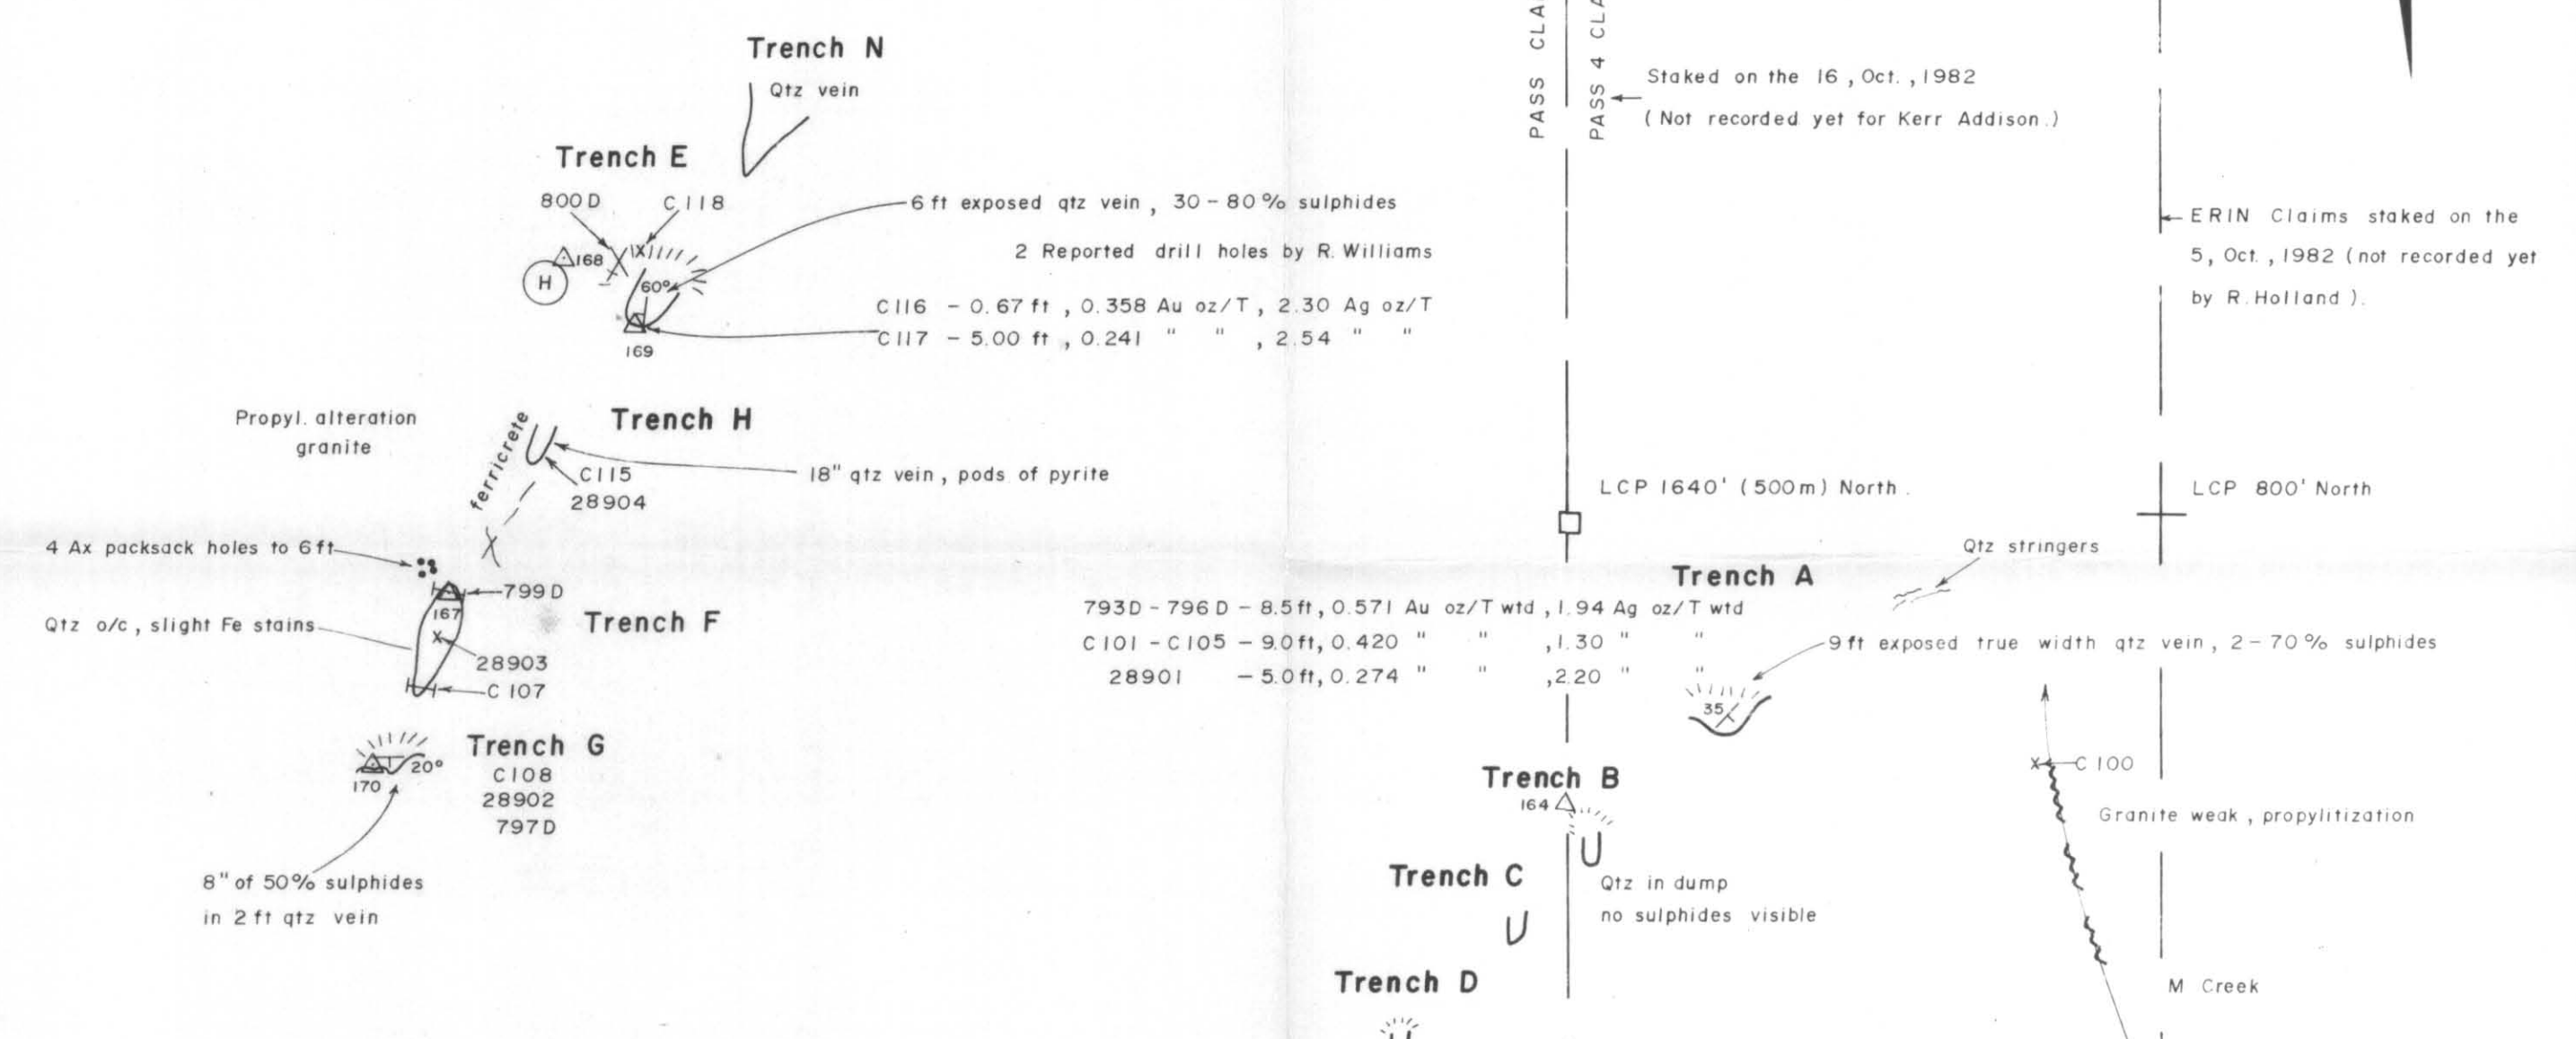 Trench N
Qtz vein
Trench E
800 D
C 118
168
H
60°
169
6 ft exposed qtz vein , 30 - 80 % sulphides
2 Reported drill holes by R. Williams
C116 - 0.67 ft , 0.358 Au oz/T , 2.30 Ag oz/T
C117 - 5.00 ft , 0.241 " " , 2.54 " "
Propyl. alteration
granite
ferricrete
Trench H
C115
28904
18" qtz vein , pods of pyrite
4 Ax packsack holes to 6 ft
799 D
167
Trench F
Qtz o/c , slight Fe stains
28903
C 107
Trench G
C108
28902
797 D
20°
170
8" of 50% sulphides
in 2 ft qtz vein
PASS
PASS 4
Staked on the 16 , Oct. , 1982
( Not recorded yet for Kerr Addison . )
ERIN Claims staked on the
5, Oct. , 1982 ( not recorded yet
by R. Holland ).
LCP 1640' (500 m) North .
LCP 800' North
Qtz stringers
Trench A
793D - 796 D - 8.5 ft , 0.571 Au oz/T wtd , 1.94 Ag oz/T wtd
C 101 - C 105 - 9.0 ft, 0.420 " " , 1.30 " "
28901 - 5.0 ft, 0.274 " " , 2.20 " "
9 ft exposed true width qtz vein , 2 - 70 % sulphides
35
Trench B
164
C 100
Granite weak , propylitization
Trench C
Qtz in dump
no sulphides visible
Trench D
M Creek